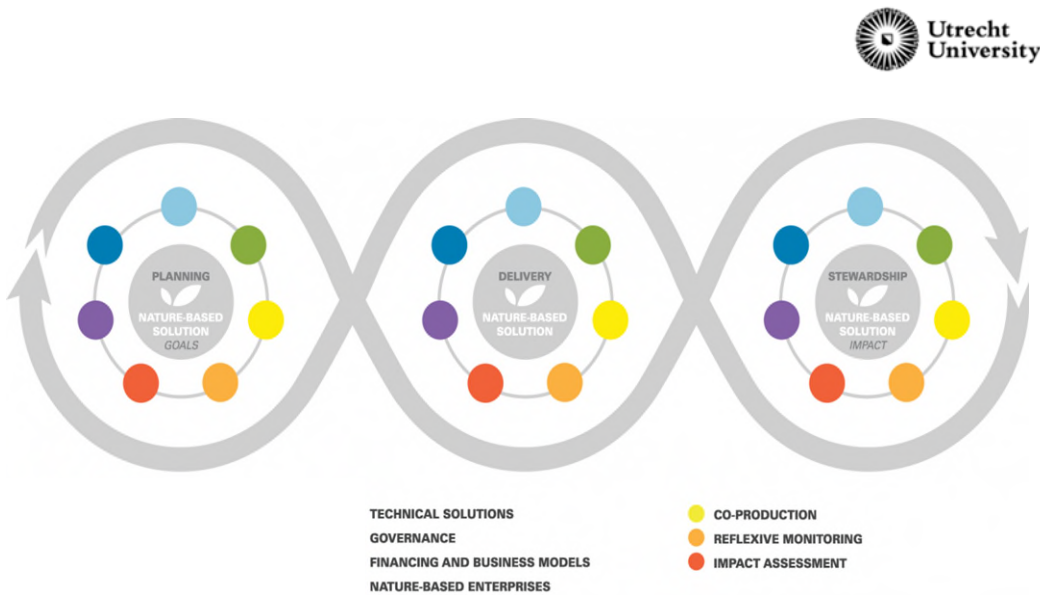 Utrecht
University
PLANNING
NATURE-BASED
SOLUTION
GOALS
DELIVERY
NATURE-BASED
SOLUTION
STEWARDSHIP
NATURE-BASED
SOLUTION
IMPACT
TECHNICAL SOLUTIONS
GOVERNANCE
FINANCING AND BUSINESS MODELS
NATURE-BASED ENTERPRISES
CO-PRODUCTION
REFLEXIVE MONITORING
IMPACT ASSESSMENT